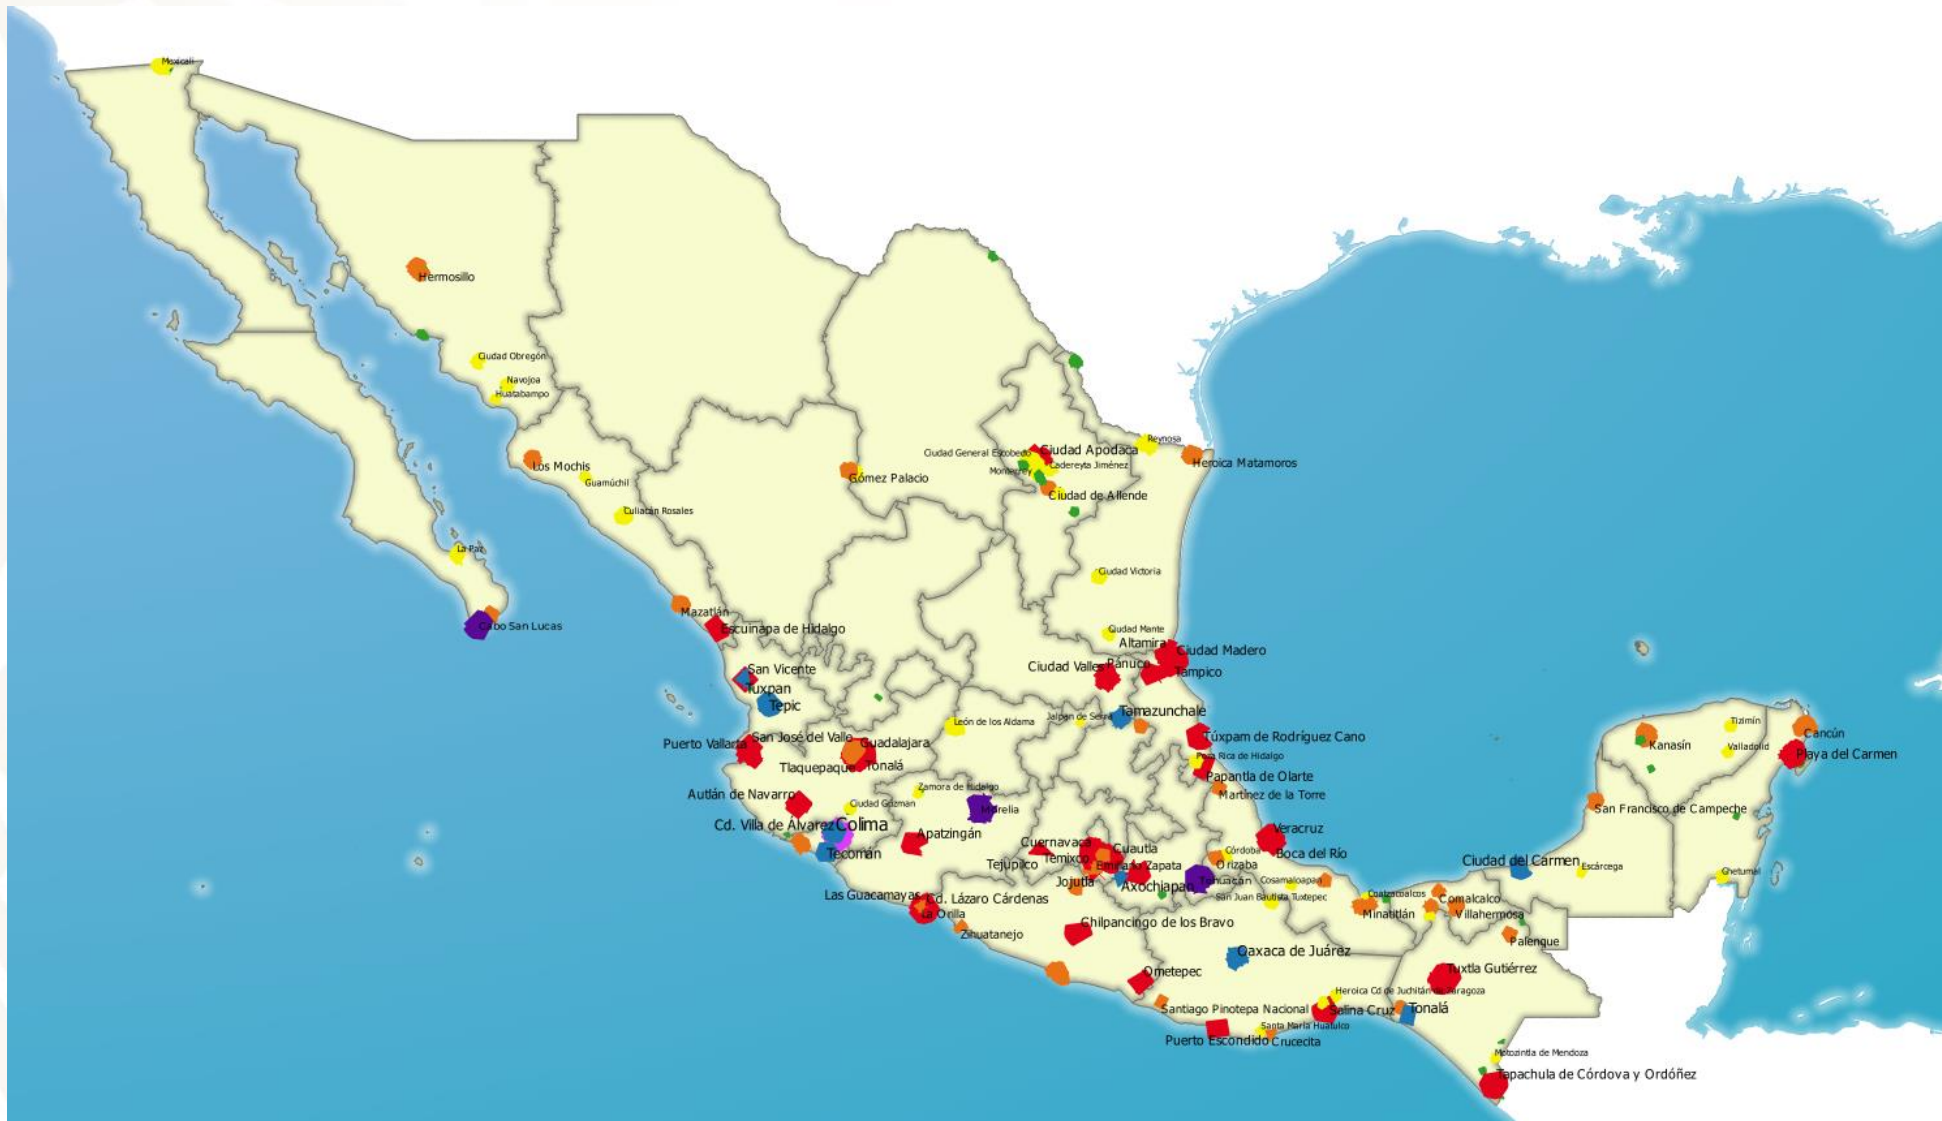 Mexicali
Hermosillo
Ciudad Obregón
Navojoa
Huatabampo
Los Mochis
Guamúchil
Culiacán Rosales
La Paz
Cabo San Lucas
Mazatlán
Escuinapa de Hidalgo
Gómez Palacio
Ciudad General Escobedo
Ciudad Apodaca
Monterrey
Cadereyta Jiménez
Ciudad de Allende
Reynosa
Heroica Matamoros
Ciudad Victoria
Ciudad Mante
Altamira
Ciudad Madero
Ciudad Valles
Pánuco
Tampico
San Vicente
Tuxpan
Tepic
León de los Aldama
Jalpan de Serra
Tamazunchale
Puerto Vallarta
San José del Valle
Guadalajara
Tlaquepaque
Tonalá
Túxpam de Rodríguez Cano
Poza Rica de Hidalgo
Papantla de Olarte
Martínez de la Torre
Autlán de Navarro
Ciudad Guzman
Zamora de Hidalgo
Morelia
Cd. Villa de Álvarez
Colima
Tecomán
Apatzingán
Cuernavaca
Temixco
Cuautla
Emiliano Zapata
Tejupilco
Jojutla
Axochiapan
Veracruz
Boca del Río
Córdoba
Orizaba
Tehuacán
Cosamaloapan
San Juan Bautista Tuxtepec
Coatzacoalcos
Minatitlán
Comalcalco
Villahermosa
Ciudad del Carmen
Escárcega
Chetumal
San Francisco de Campeche
Kanasín
Tizimín
Valladolid
Cancún
Playa del Carmen
Las Guacamayas
Cd. Lázaro Cárdenas
La Orilla
Zihuatanejo
Chilpancingo de los Bravo
Ometepec
Oaxaca de Juárez
Palenque
Tuxtla Gutiérrez
Heroica Cd de Juchitán de Zaragoza
Santiago Pinotepa Nacional
Salina Cruz
Tonalá
Santa María Huatulco
Puerto Escondido
Crucecita
Motozintla de Mendoza
Tapachula de Córdova y Ordóñez